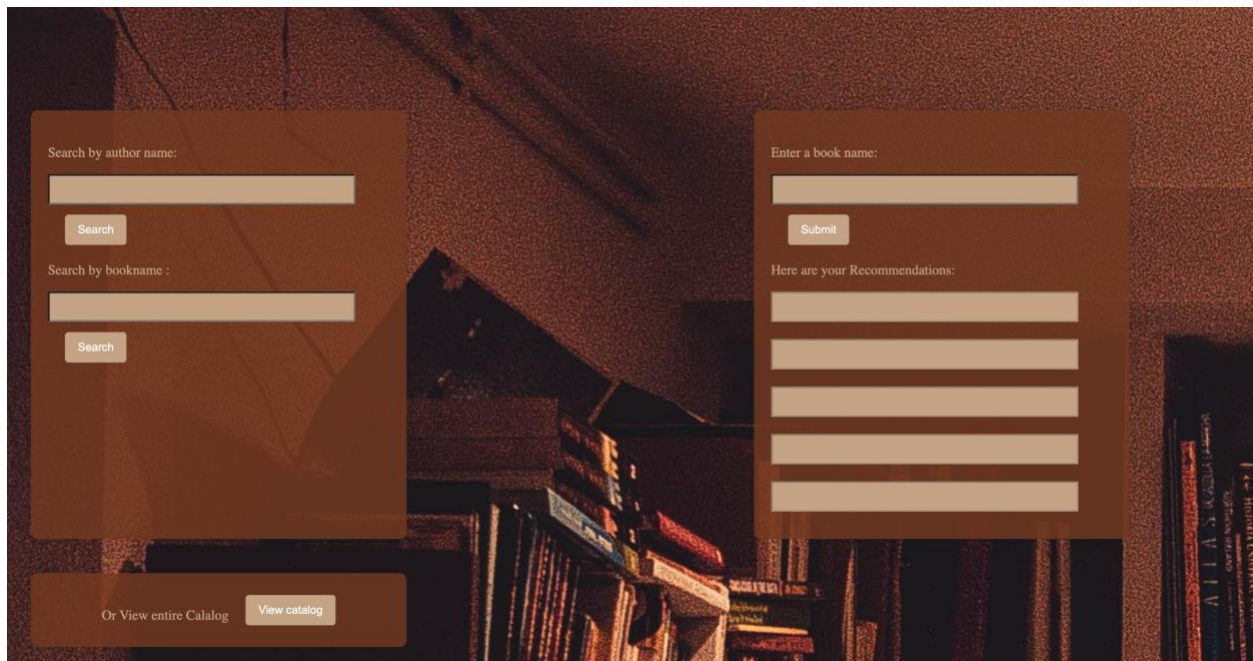 Search by author name:
Search
Search by bookname :
Search
Or View entire Calalog
View catalog
Enter a book name:
Submit
Here are your Recommendations:
ATLAS